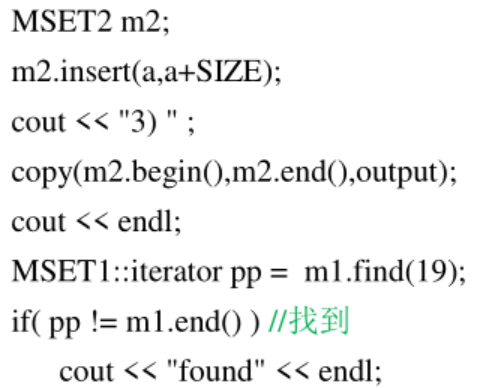 MSET2 m2;
m2.insert(a,a+SIZE);
cout << "3) " ;
copy(m2.begin(),m2.end(),output);
cout << endl;
MSET1::iterator pp =  m1.find(19);
if( pp != m1.end() ) //找到
cout << "found" << endl;